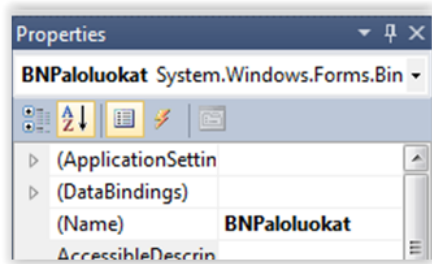 Properties
BNPaloluokat System.Windows.Forms.Bin
(ApplicationSettin
(DataBindings)
(Name) BNPaloluokat
AccessibleDescrip